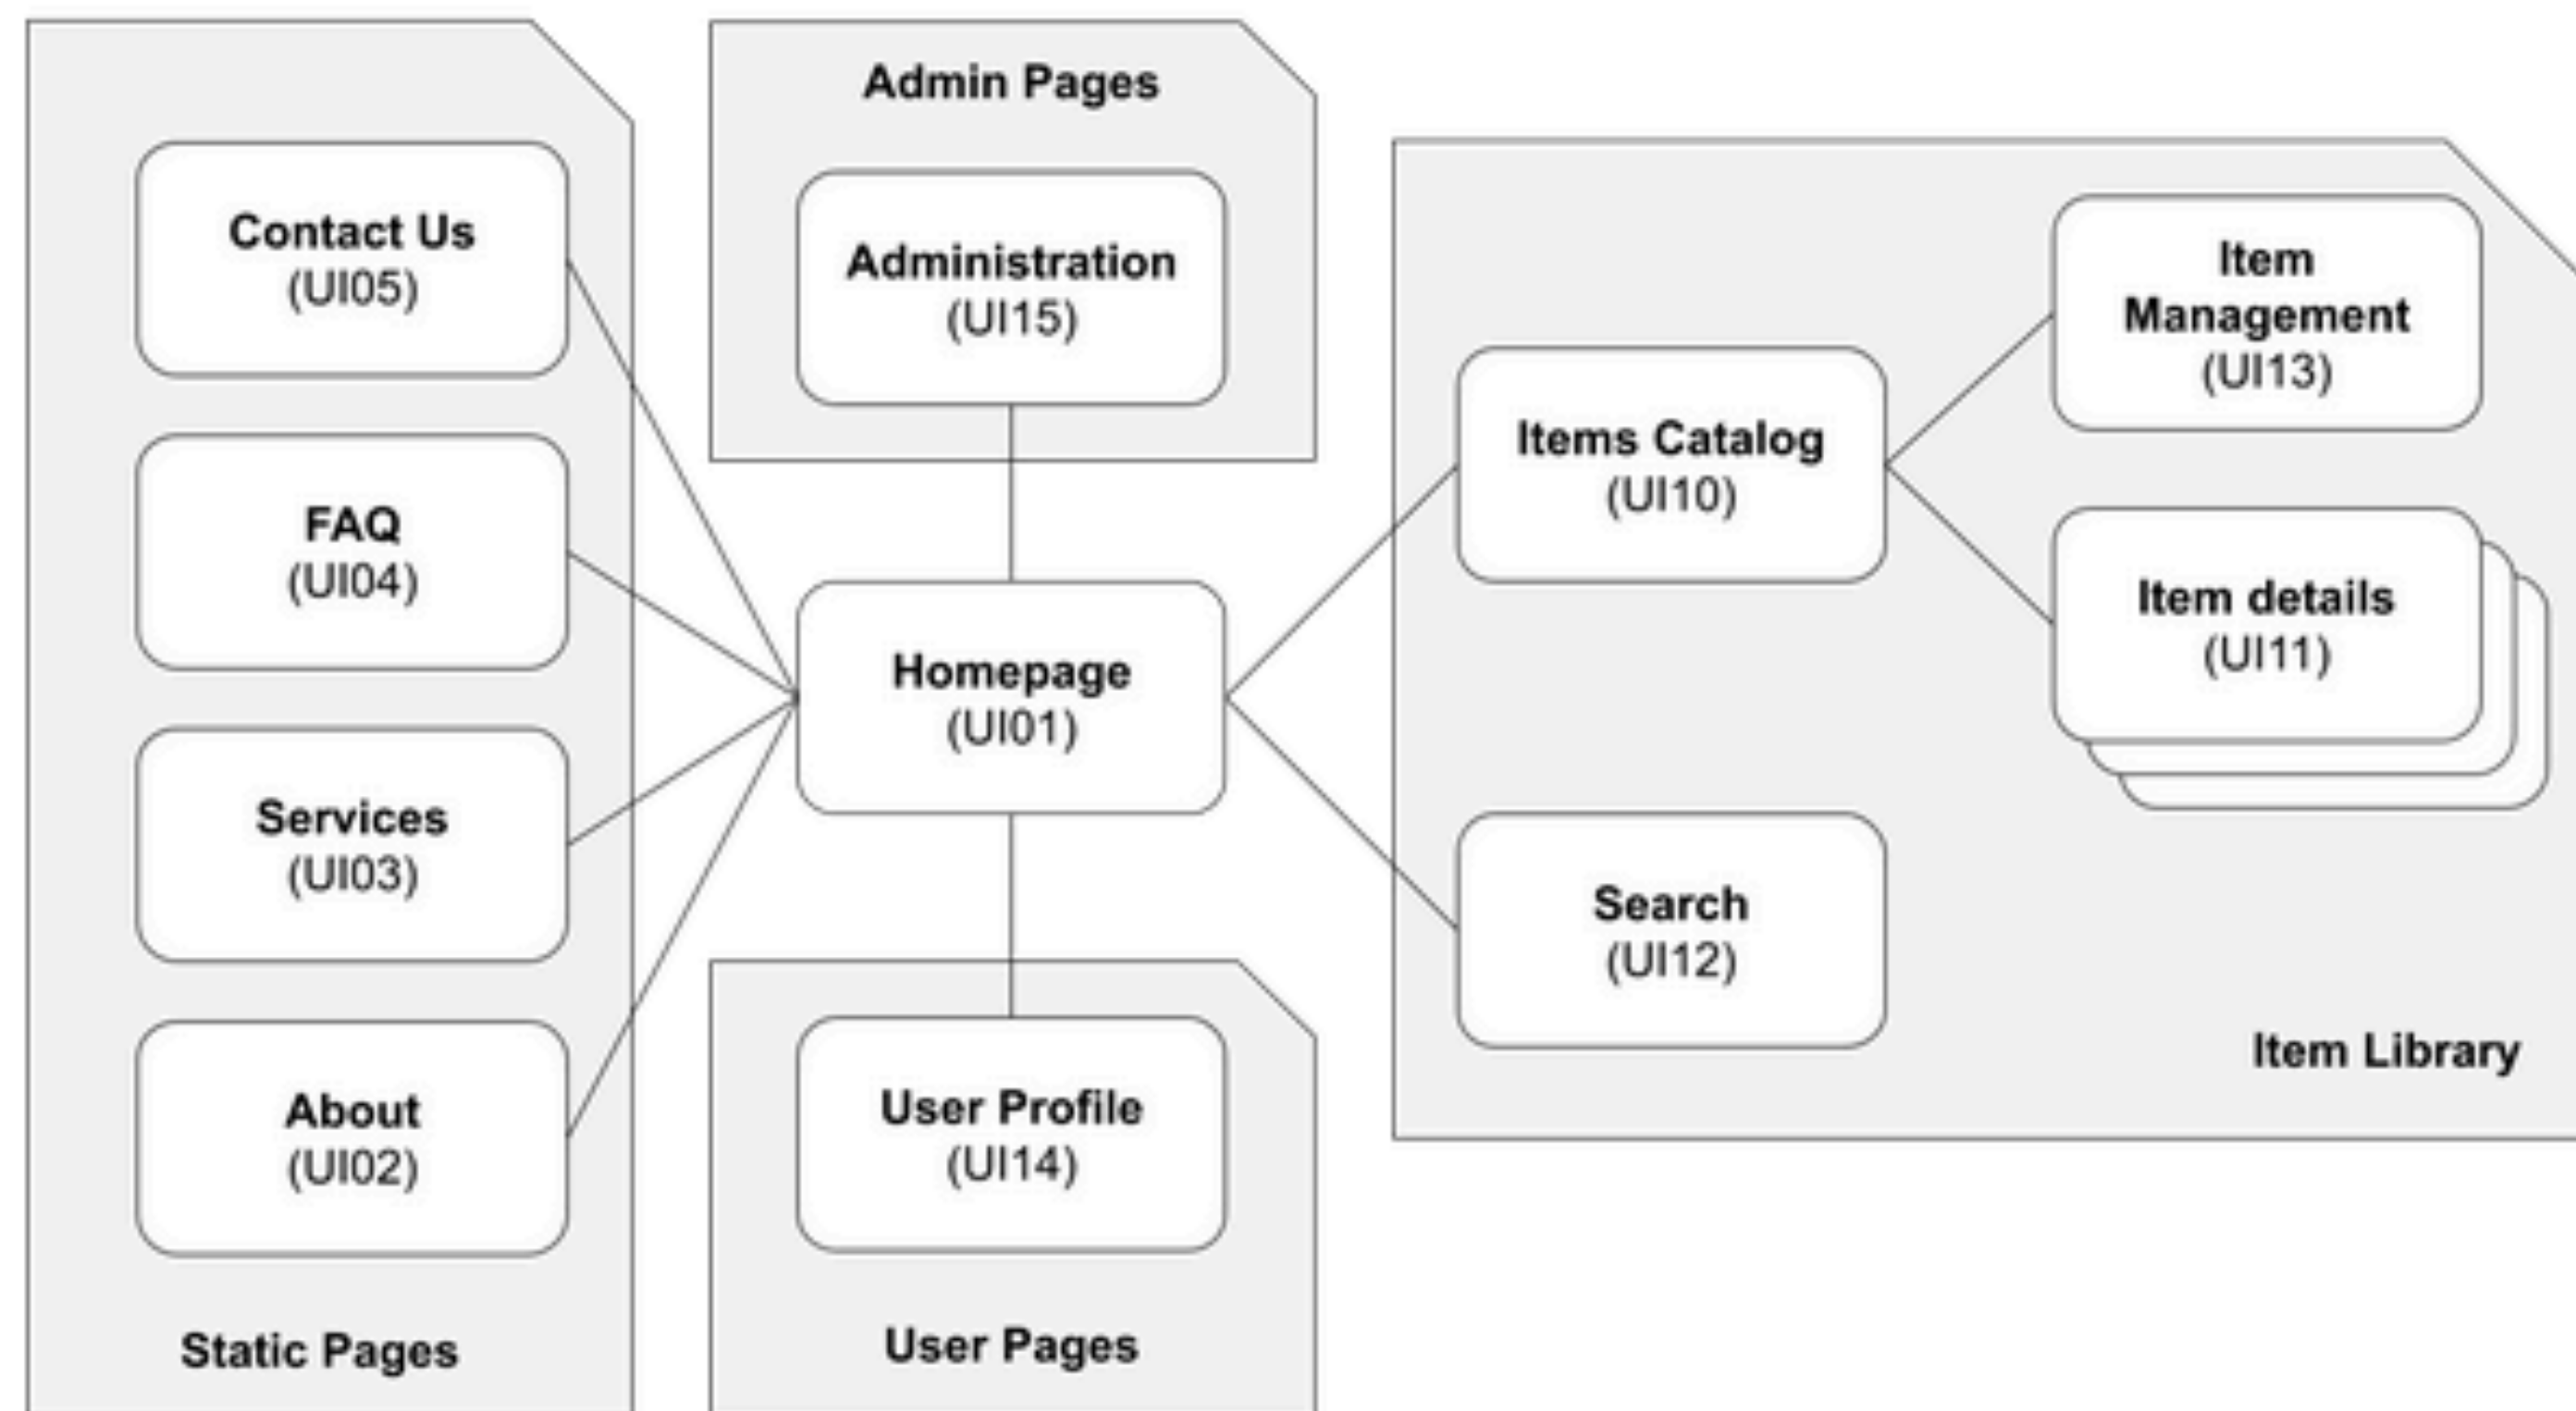 Contact Us
(UI05)
FAQ
(UI04)
Services
(UI03)
About
(UI02)
Static Pages
Admin Pages
Administration
(UI15)
Homepage
(UI01)
User Profile
(UI14)
User Pages
Items Catalog
(UI10)
Search
(UI12)
Item
Management
(UI13)
Item details
(UI11)
Item Library